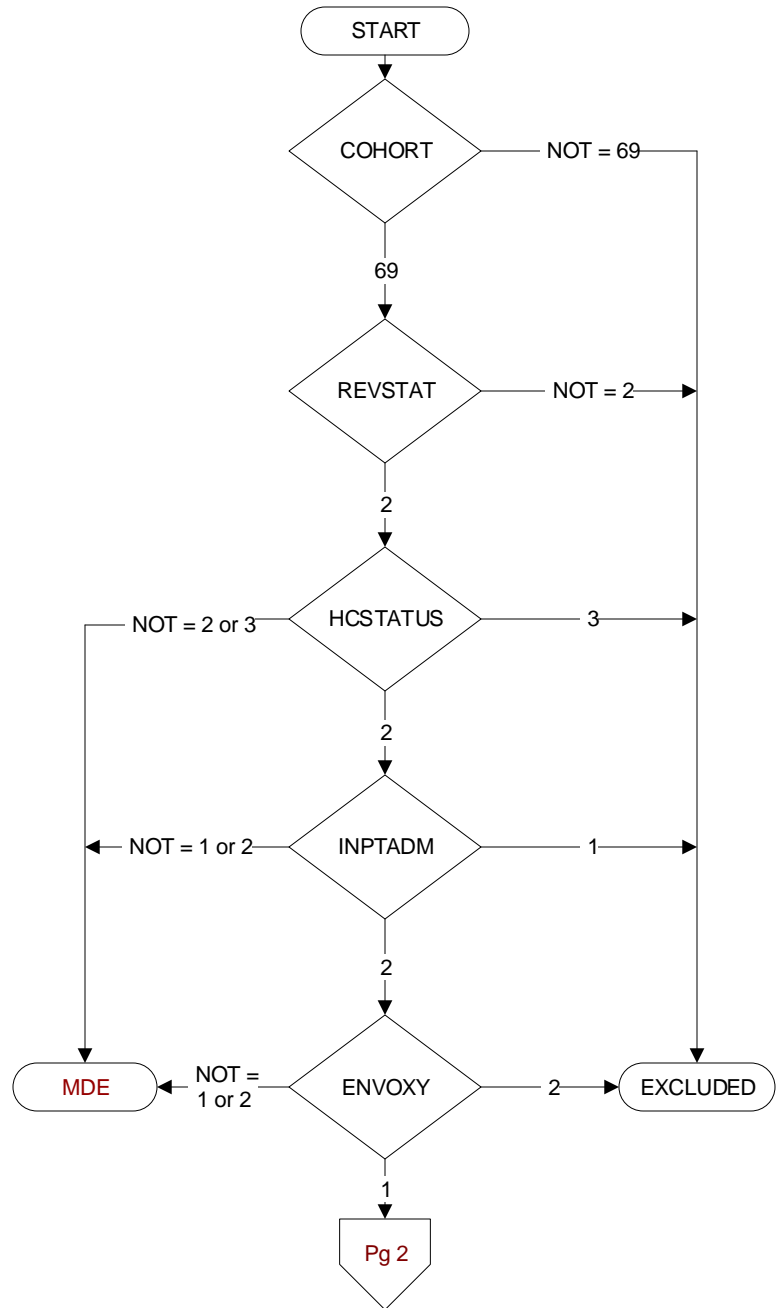 START
COHORT
NOT = 69
69
REVSTAT
NOT = 2
2
NOT = 2 or 3
HCSTATUS
3
2
NOT = 1 or 2
INPTADM
1
2
MDE
NOT =
1 or 2
ENVOXY
2
EXCLUDED
1
Pg 2